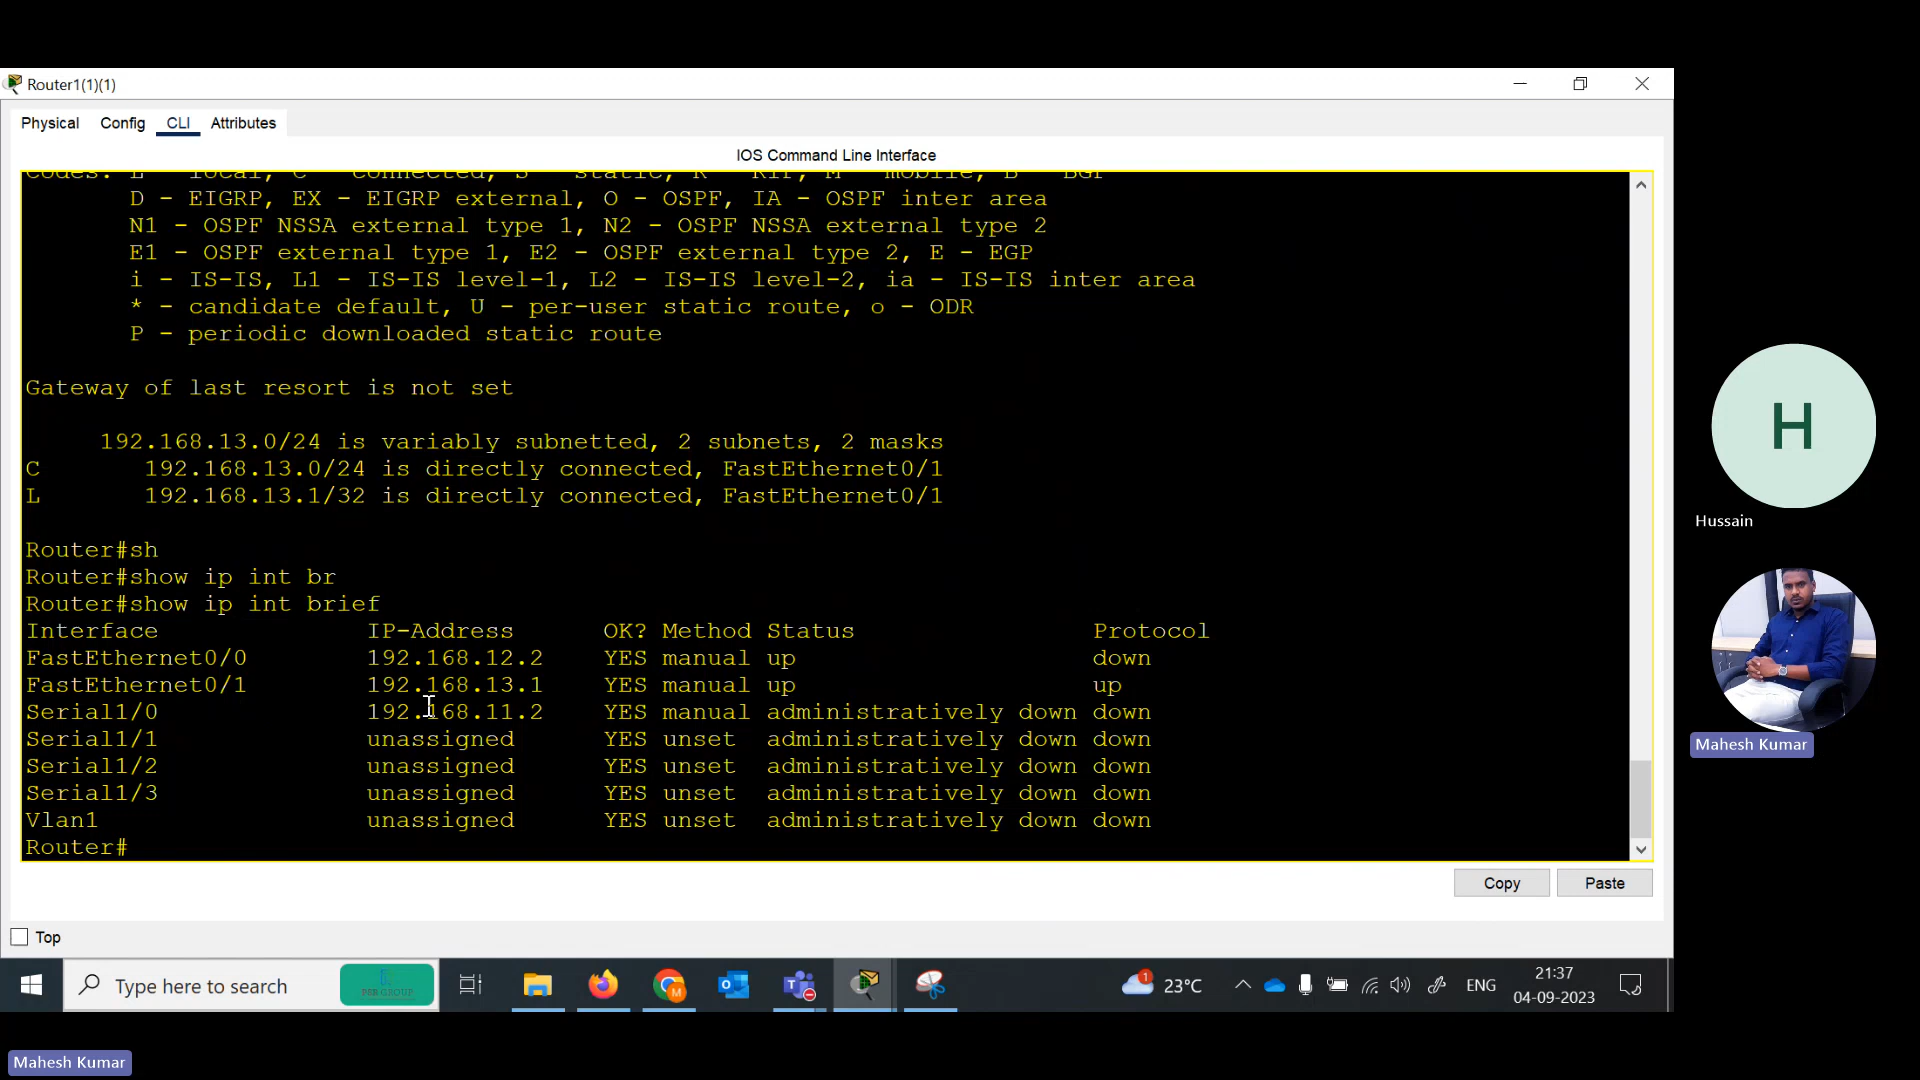 Router1(1)(1)
Physical Config CLI Attributes
IOS Command Line Interface
Codes: L - local, C - connected, S - static, R - RIP, M - mobile, B - BGP
D - EIGRP, EX - EIGRP external, O - OSPF, IA - OSPF inter area
N1 - OSPF NSSA external type 1, N2 - OSPF NSSA external type 2
E1 - OSPF external type 1, E2 - OSPF external type 2, E - EGP
i - IS-IS, L1 - IS-IS level-1, L2 - IS-IS level-2, ia - IS-IS inter area
* - candidate default, U - per-user static route, o - ODR
P - periodic downloaded static route
Gateway of last resort is not set
192.168.13.0/24 is variably subnetted, 2 subnets, 2 masks
C 192.168.13.0/24 is directly connected, FastEthernet0/1
L 192.168.13.1/32 is directly connected, FastEthernet0/1
Router#sh
Router#show ip int br
Router#show ip int brief
Interface IP-Address OK? Method Status Protocol
FastEthernet0/0 192.168.12.2 YES manual up down
FastEthernet0/1 192.168.13.1 YES manual up up
Serial1/0 192.168.11.2 YES manual administratively down down
Serial1/1 unassigned YES unset administratively down down
Serial1/2 unassigned YES unset administratively down down
Serial1/3 unassigned YES unset administratively down down
Vlan1 unassigned YES unset administratively down down
Router#
Copy Paste
Top
H
Hussain
Mahesh Kumar
Type here to search
PSR GROUP
1
23°C
ENG
21:37
04-09-2023
Mahesh Kumar